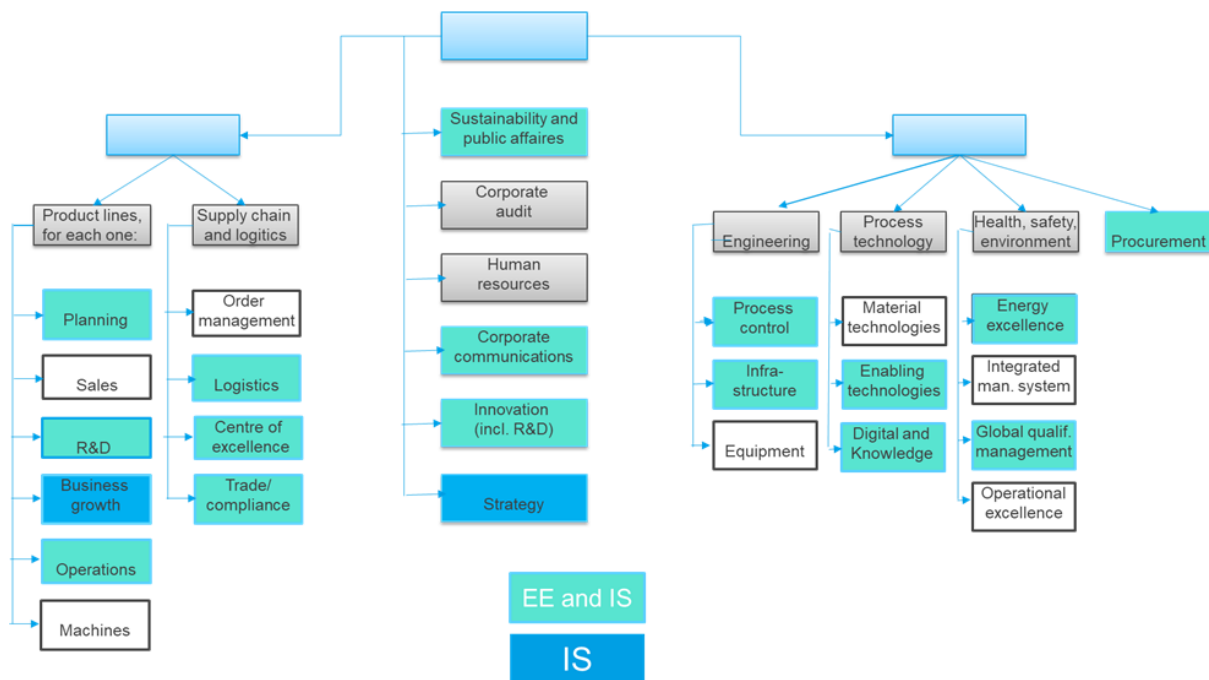 Sustainability and
public affaires
Corporate
audit
Human
resources
Corporate
communications
Innovation
(incl. R&D)
Strategy
Product lines,
for each one:
Planning
Sales
R&D
Business
growth
Operations
Machines
Supply chain
and logitics
Order
management
Logistics
Centre of
excellence
Trade/
compliance
Engineering
Process
control
Infra-
structure
Equipment
Process
technology
Material
technologies
Enabling
technologies
Digital and
Knowledge
Health, safety,
environment
Energy
excellence
Integrated
man. system
Global qualif.
management
Operational
excellence
Procurement
EE and IS
IS